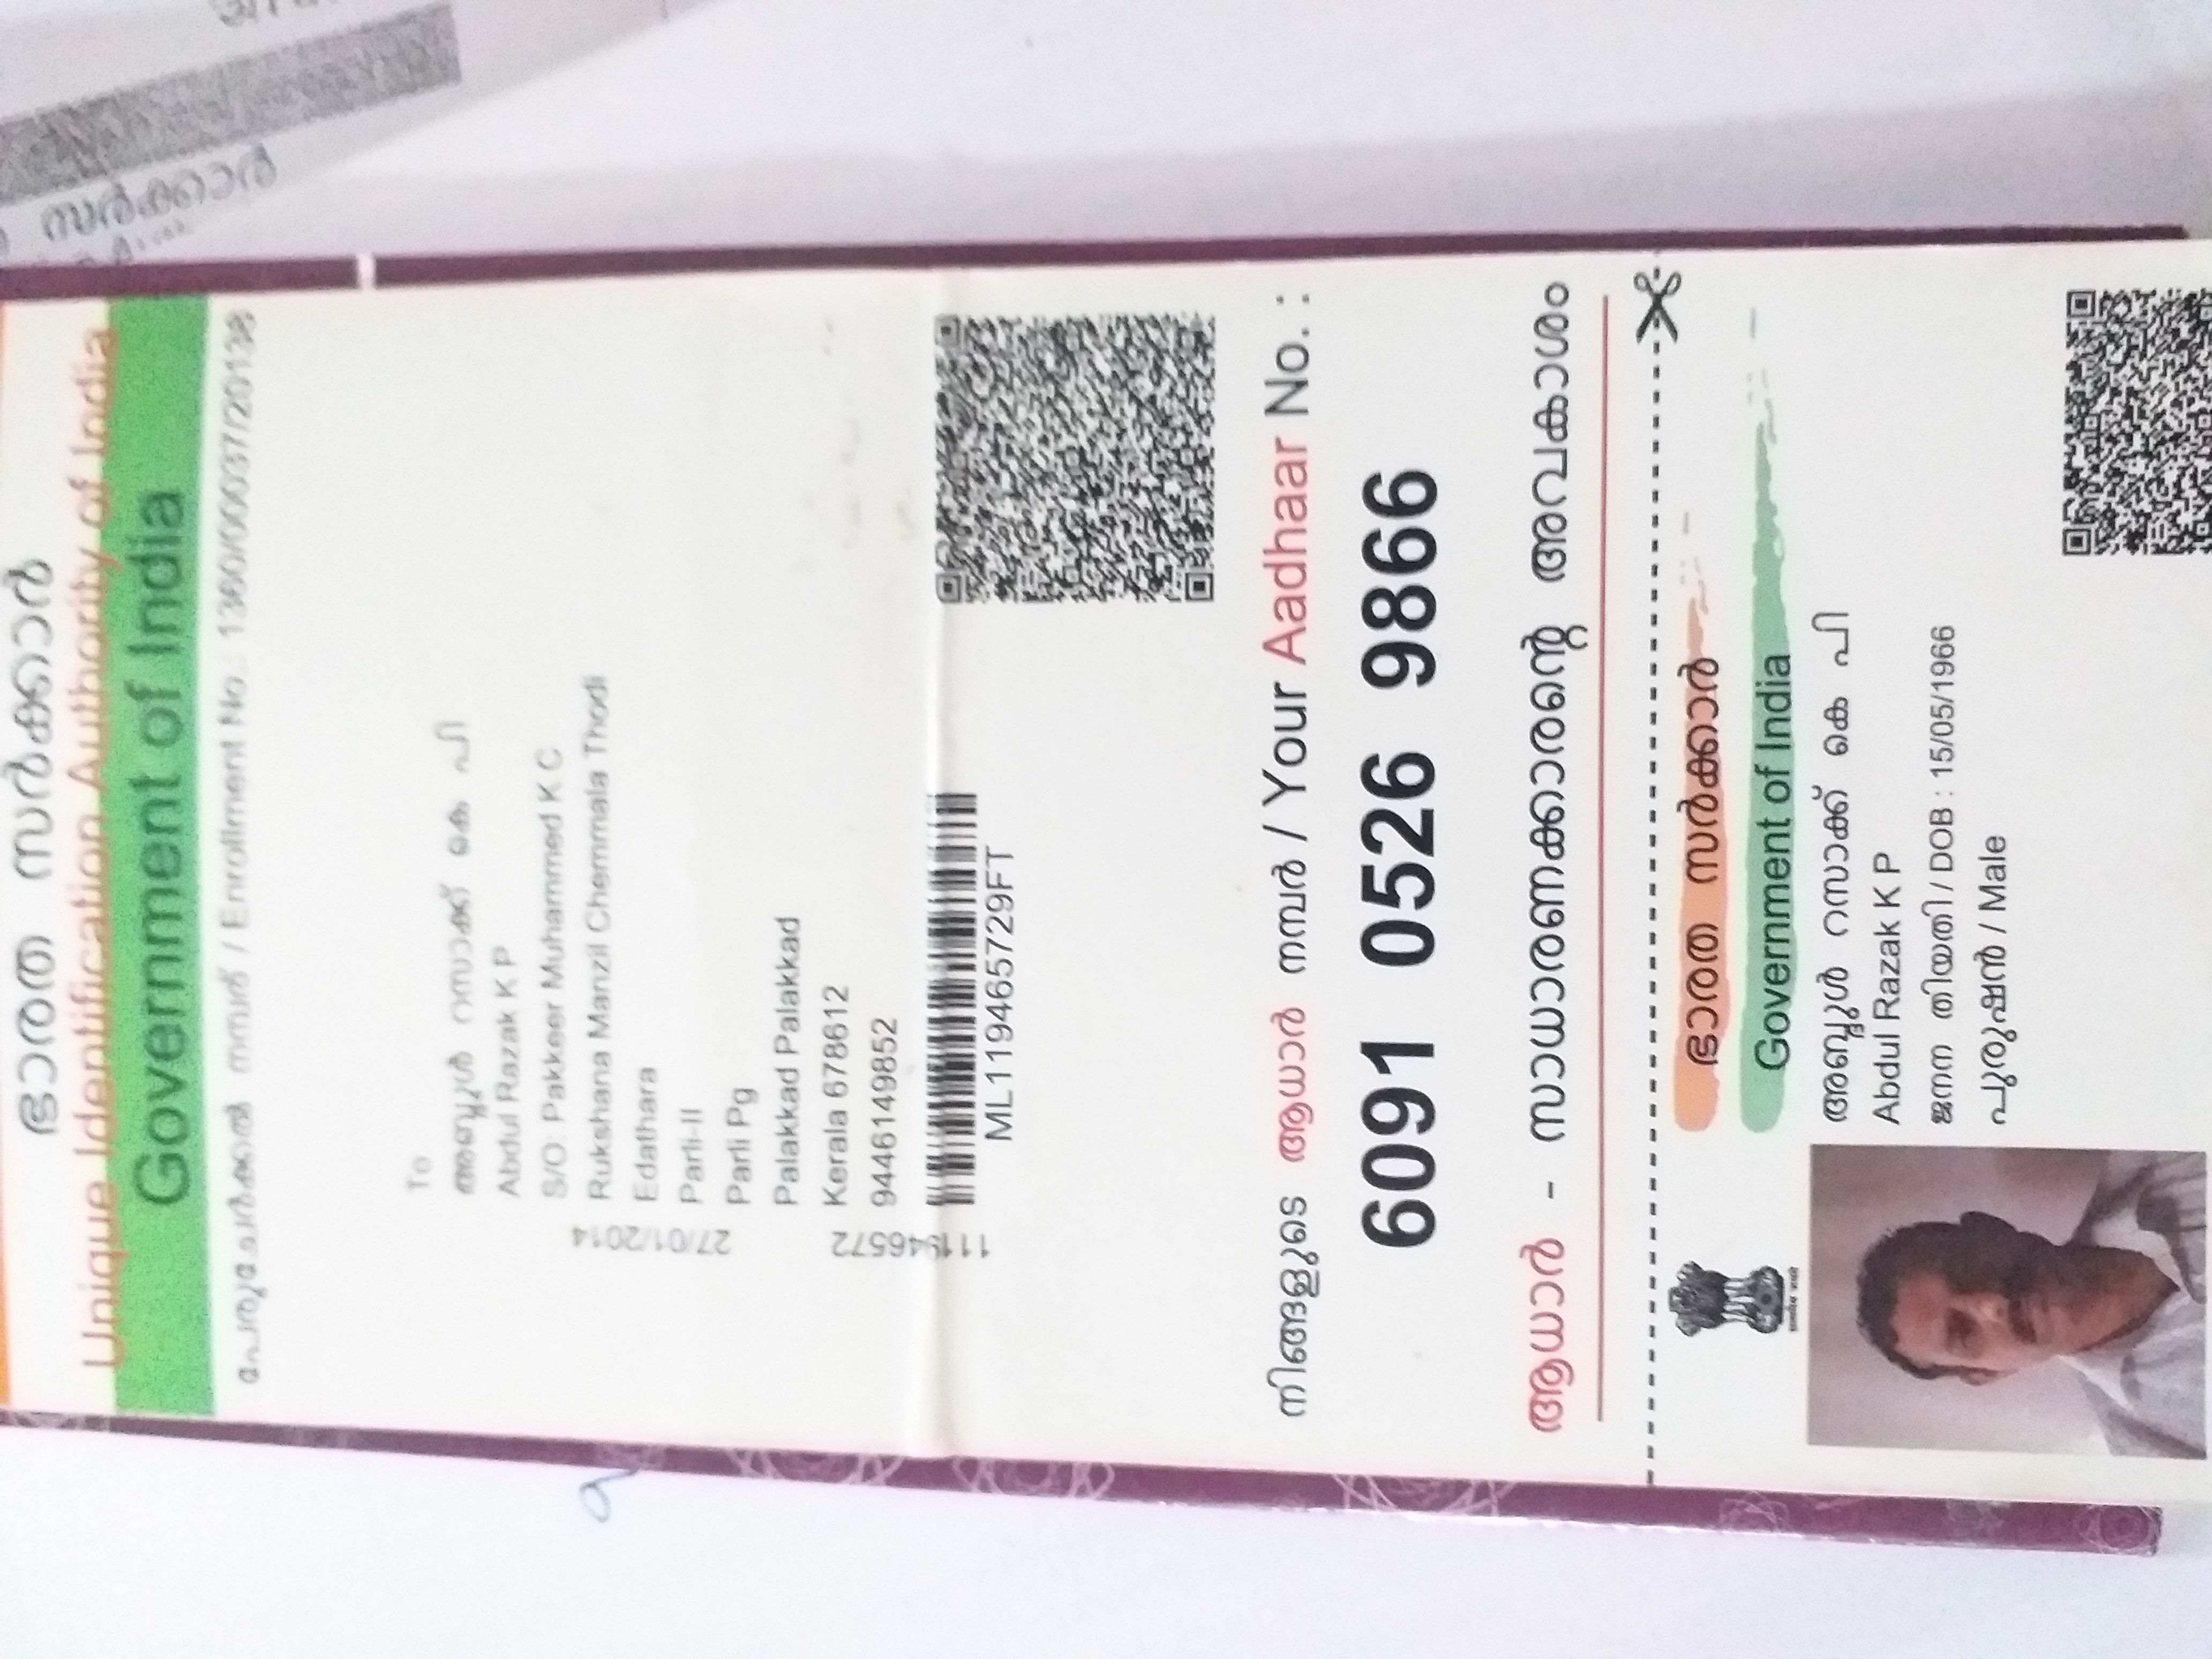 ഭാരത സർക്കാർ
Unique Identification Authority of India
Government of India
പേരുചേർക്കൽ നമ്പര് / Enrollment No.: 1360/00037/20138
To
അബ്ദുൾ റസാക്ക് കെ പി
Abdul Razak K P
S/O: Pakkeer Muhammed K C
Rukshana Manzil Chemmala Thodi
Edathara
Parli-II
Parli Pg
Palakkad Palakkad
Kerala 678612
9446149852
27/01/2014
111946572
ML119465729FT
നിങ്ങളുടെ ആധാർ നമ്പർ / Your Aadhaar No. :
6091 0526 9866
ആധാർ - സാധാരണക്കാരന്റെ അവകാശം
ഭാരത സർക്കാർ
Government of India
അബ്ദുൾ റസാക്ക് കെ പി
Abdul Razak K P
ജനന തിയതി / DOB : 15/05/1966
പുരുഷൻ / Male
സർക്കാർ